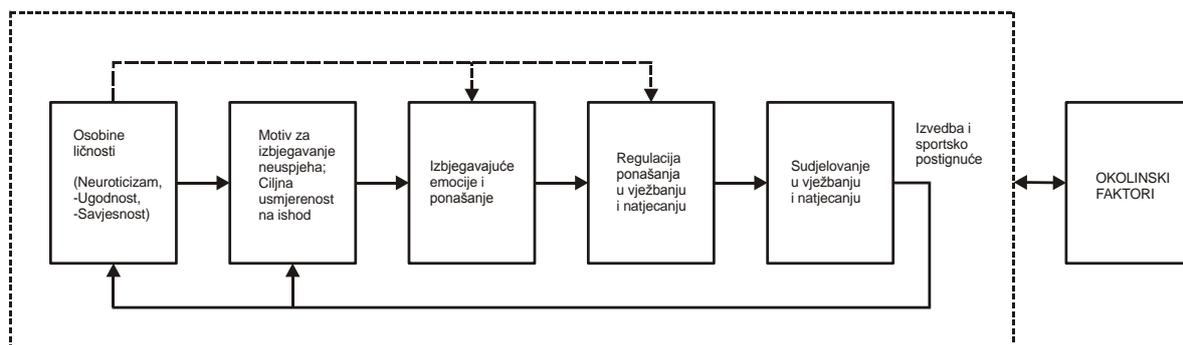 Osobine
ličnosti
(Neuroticizam,
-Ugodnost,
-Savjesnost)
Motiv za
izbjegavanje
neuspjeha;
Ciljna
usmjerenost
na ishod
Izbjegavajuće
emocije i
ponašanje
Regulacija
ponašanja
u vježbanju
i natjecanju
Sudjelovanje
u vježbanju
i natjecanju
Izvedba i
sportsko
postignuće
OKOLINSKI
FAKTORI